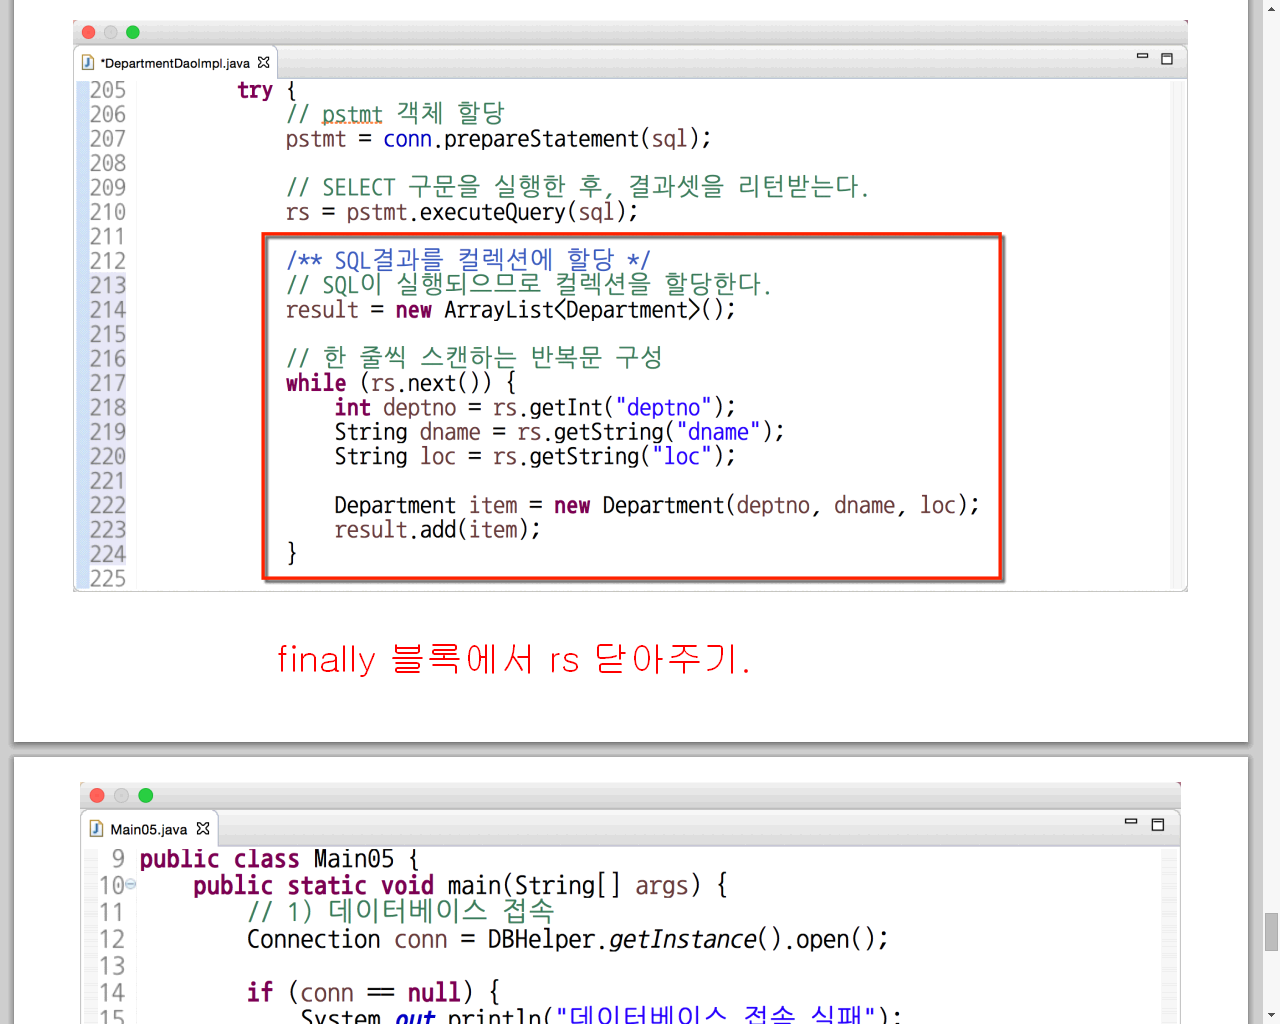 *DepartmentDaoImpl.java
205 try {
206 // pstmt 객체 할당
207 pstmt = conn.prepareStatement(sql);
208
209 // SELECT 구문을 실행한 후, 결과셋을 리턴받는다.
210 rs = pstmt.executeQuery(sql);
211
212 /** SQL결과를 컬렉션에 할당 */
213 // SQL이 실행되으므로 컬렉션을 할당한다.
214 result = new ArrayList<Department>();
215
216 // 한 줄씩 스캔하는 반복문 구성
217 while (rs.next()) {
218 int deptno = rs.getInt("deptno");
219 String dname = rs.getString("dname");
220 String loc = rs.getString("loc");
221
222 Department item = new Department(deptno, dname, loc);
223 result.add(item);
224 }
225
finally 블록에서 rs 닫아주기.
Main05.java
9 public class Main05 {
10 public static void main(String[] args) {
11 // 1) 데이터베이스 접속
12 Connection conn = DBHelper.getInstance().open();
13
14 if (conn == null) {
15 System.out.println("데이터베이스 접속 실패");